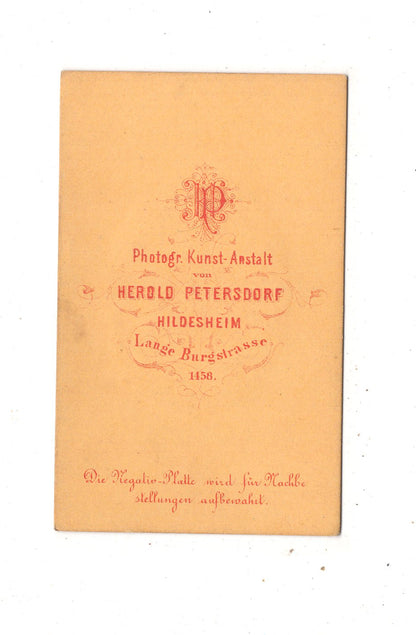 HP
Photogr. Kunst-Anstalt
von
HEROLD PETERSDORF
HILDESHEIM
Lange Burgstrasse
1458.
Die Negativ-Platte wird für Nachbe
stellungen aufbewahrt.